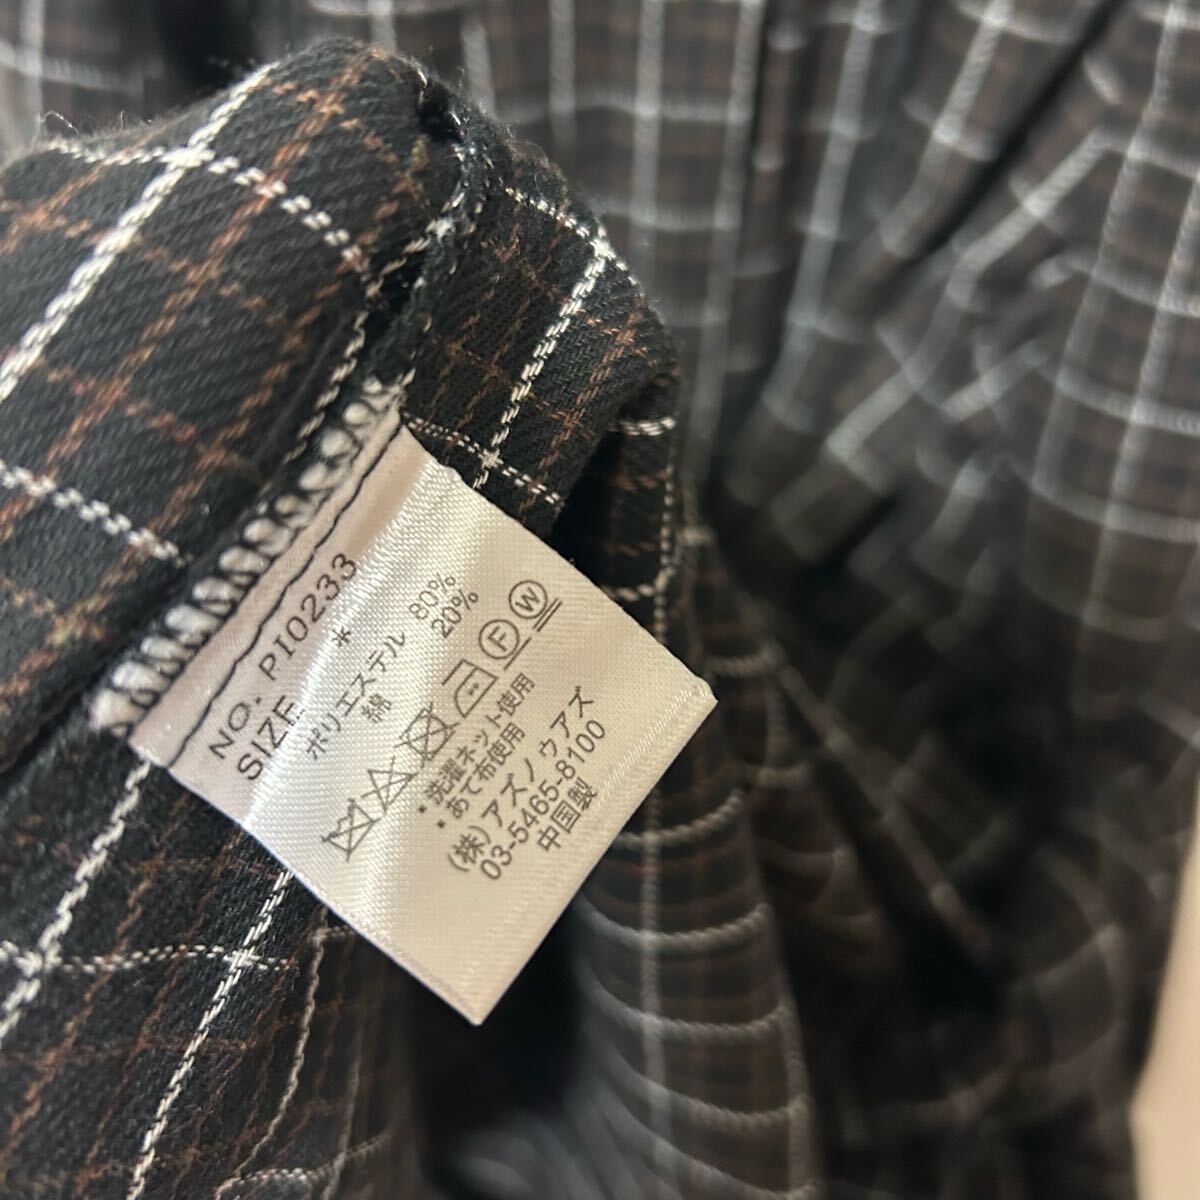 NO. PI0233
SIZE *
ポリエステル 80%
綿 20%
F W
・洗濯ネット使用
・あて布使用
(株)アズノゥアズ
03-5465-8100
中国製